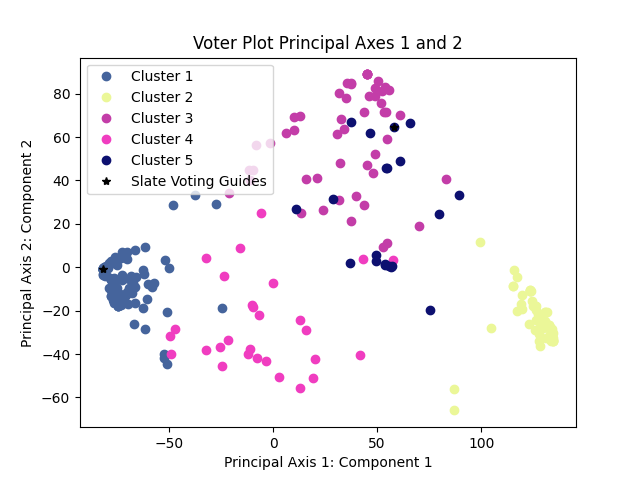 Voter Plot Principal Axes 1 and 2
Cluster 1
Cluster 2
Cluster 3
Cluster 4
Cluster 5
Slate Voting Guides
80
60
40
20
0
−20
−40
−60
Principal Axis 2: Component 2
−50
0
50
100
Principal Axis 1: Component 1